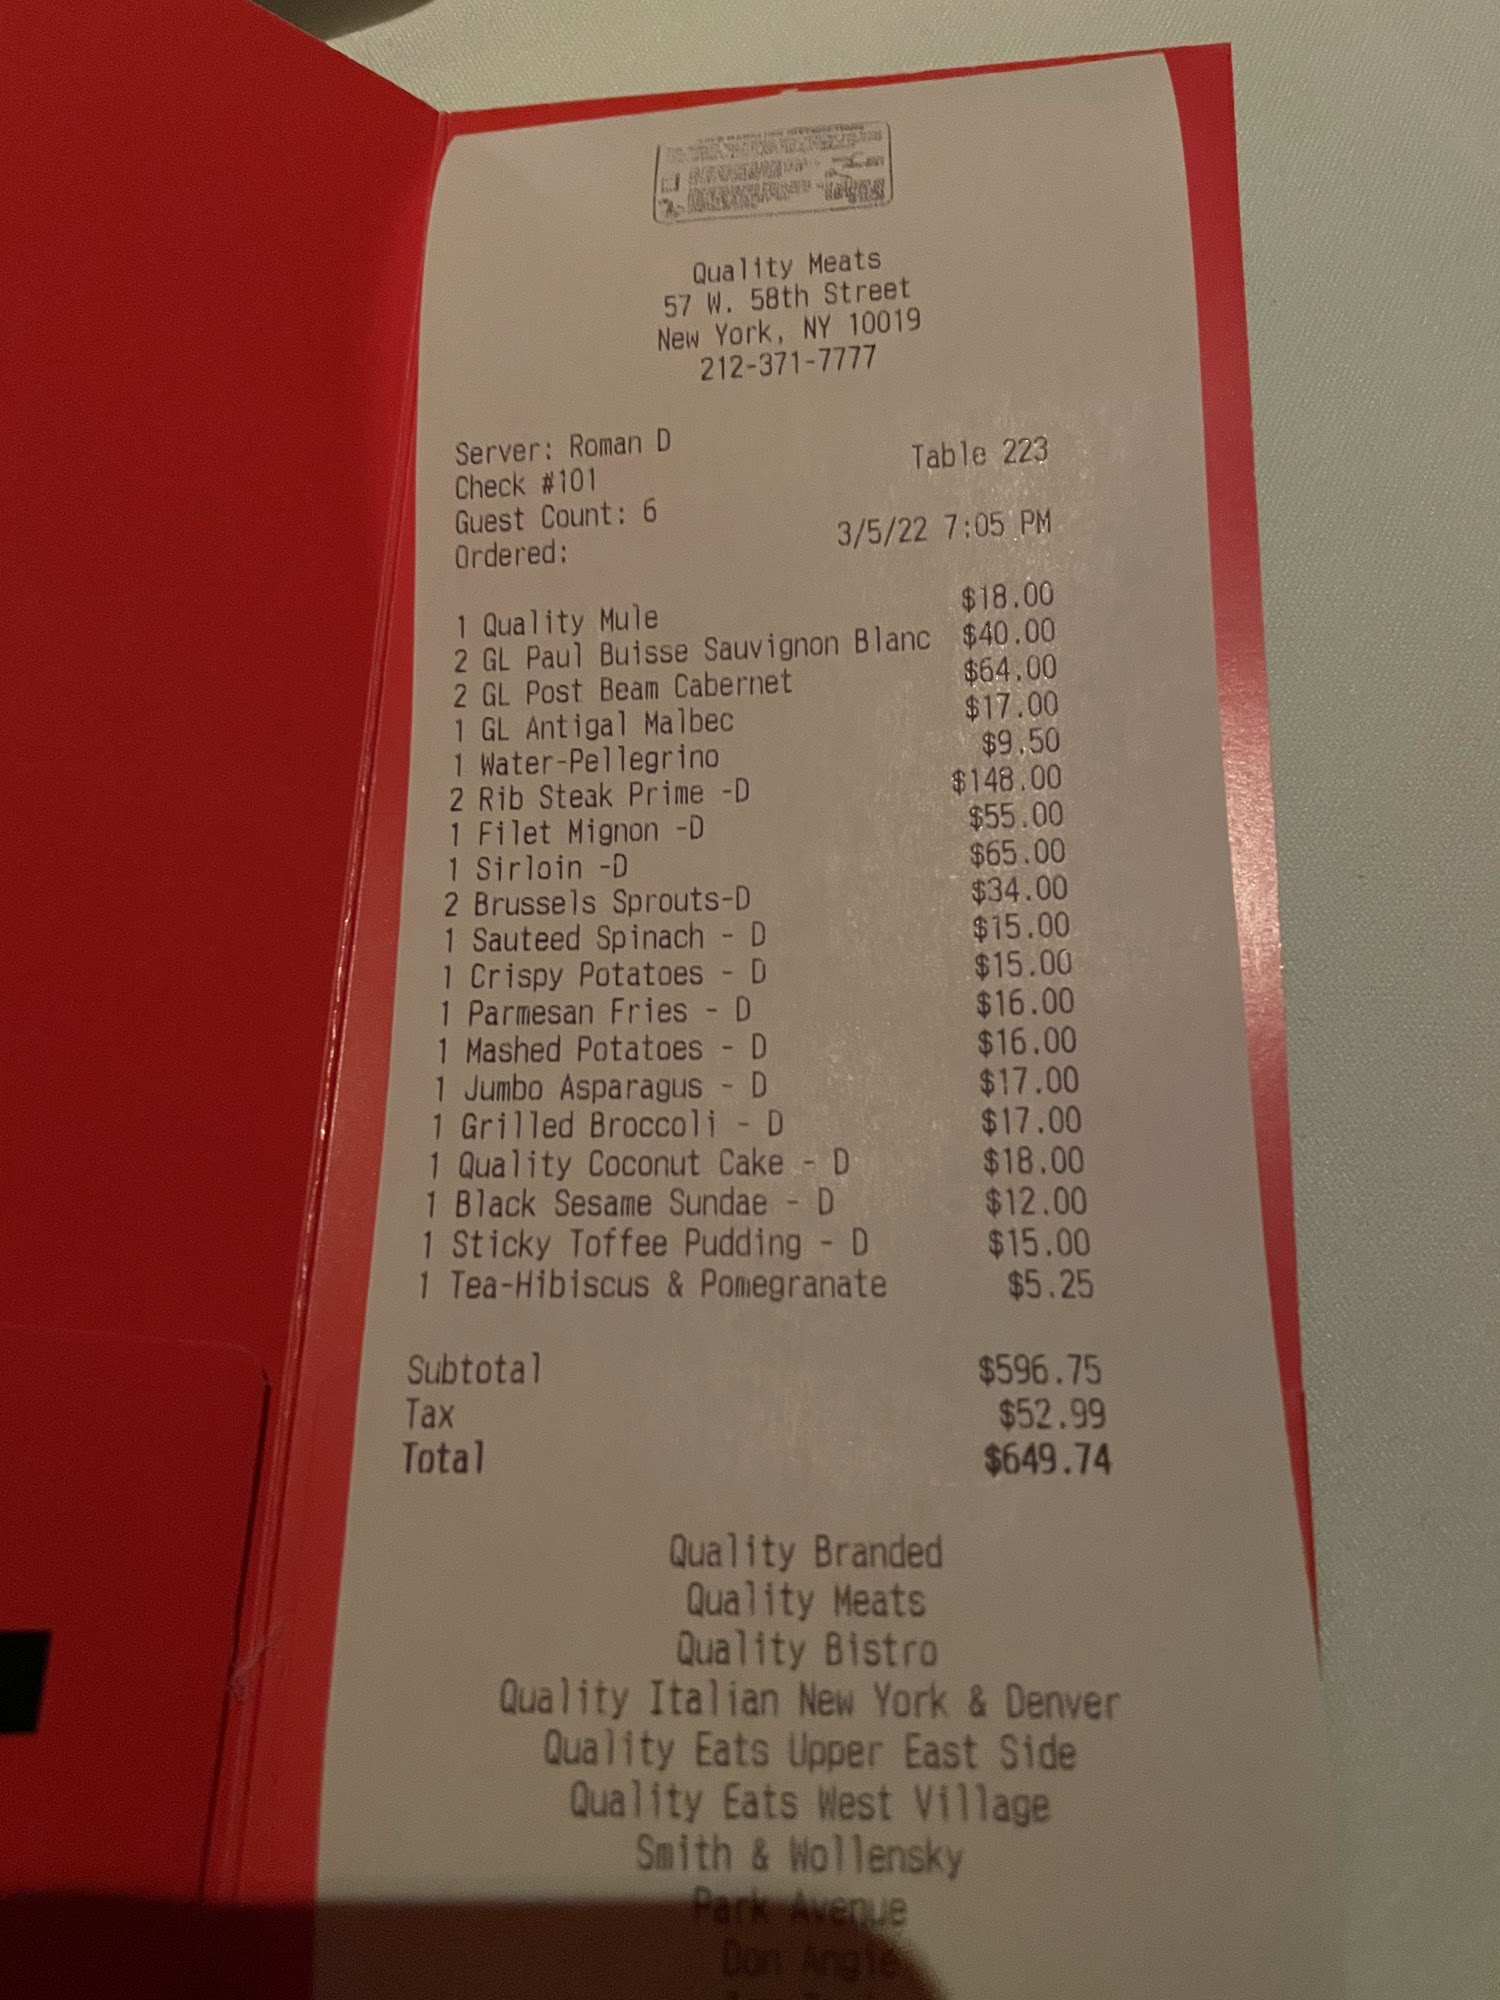 Quality Meats
57 W. 58th Street
New York, NY 10019
212-371-7777
Server: Roman D
Table 223
Check #101
Guest Count: 6
Ordered: 3/5/22 7:05 PM
1 Quality Mule $18.00
2 GL Paul Buisse Sauvignon Blanc $40.00
2 GL Post Beam Cabernet $64.00
1 GL Antigal Malbec $17.00
1 Water-Pellegrino $9.50
2 Rib Steak Prime -D $148.00
1 Filet Mignon -D $55.00
1 Sirloin -D $65.00
2 Brussels Sprouts-D $34.00
1 Sauteed Spinach - D $15.00
1 Crispy Potatoes - D $15.00
1 Parmesan Fries - D $16.00
1 Mashed Potatoes - D $16.00
1 Jumbo Asparagus - D $17.00
1 Grilled Broccoli - D $17.00
1 Quality Coconut Cake - D $18.00
1 Black Sesame Sundae - D $12.00
1 Sticky Toffee Pudding - D $15.00
1 Tea-Hibiscus & Pomegranate $5.25
Subtotal $596.75
Tax $52.99
Total $649.74
Quality Branded
Quality Meats
Quality Bistro
Quality Italian New York & Denver
Quality Eats Upper East Side
Quality Eats West Village
Smith & Wollensky
Park Avenue
Don Angie